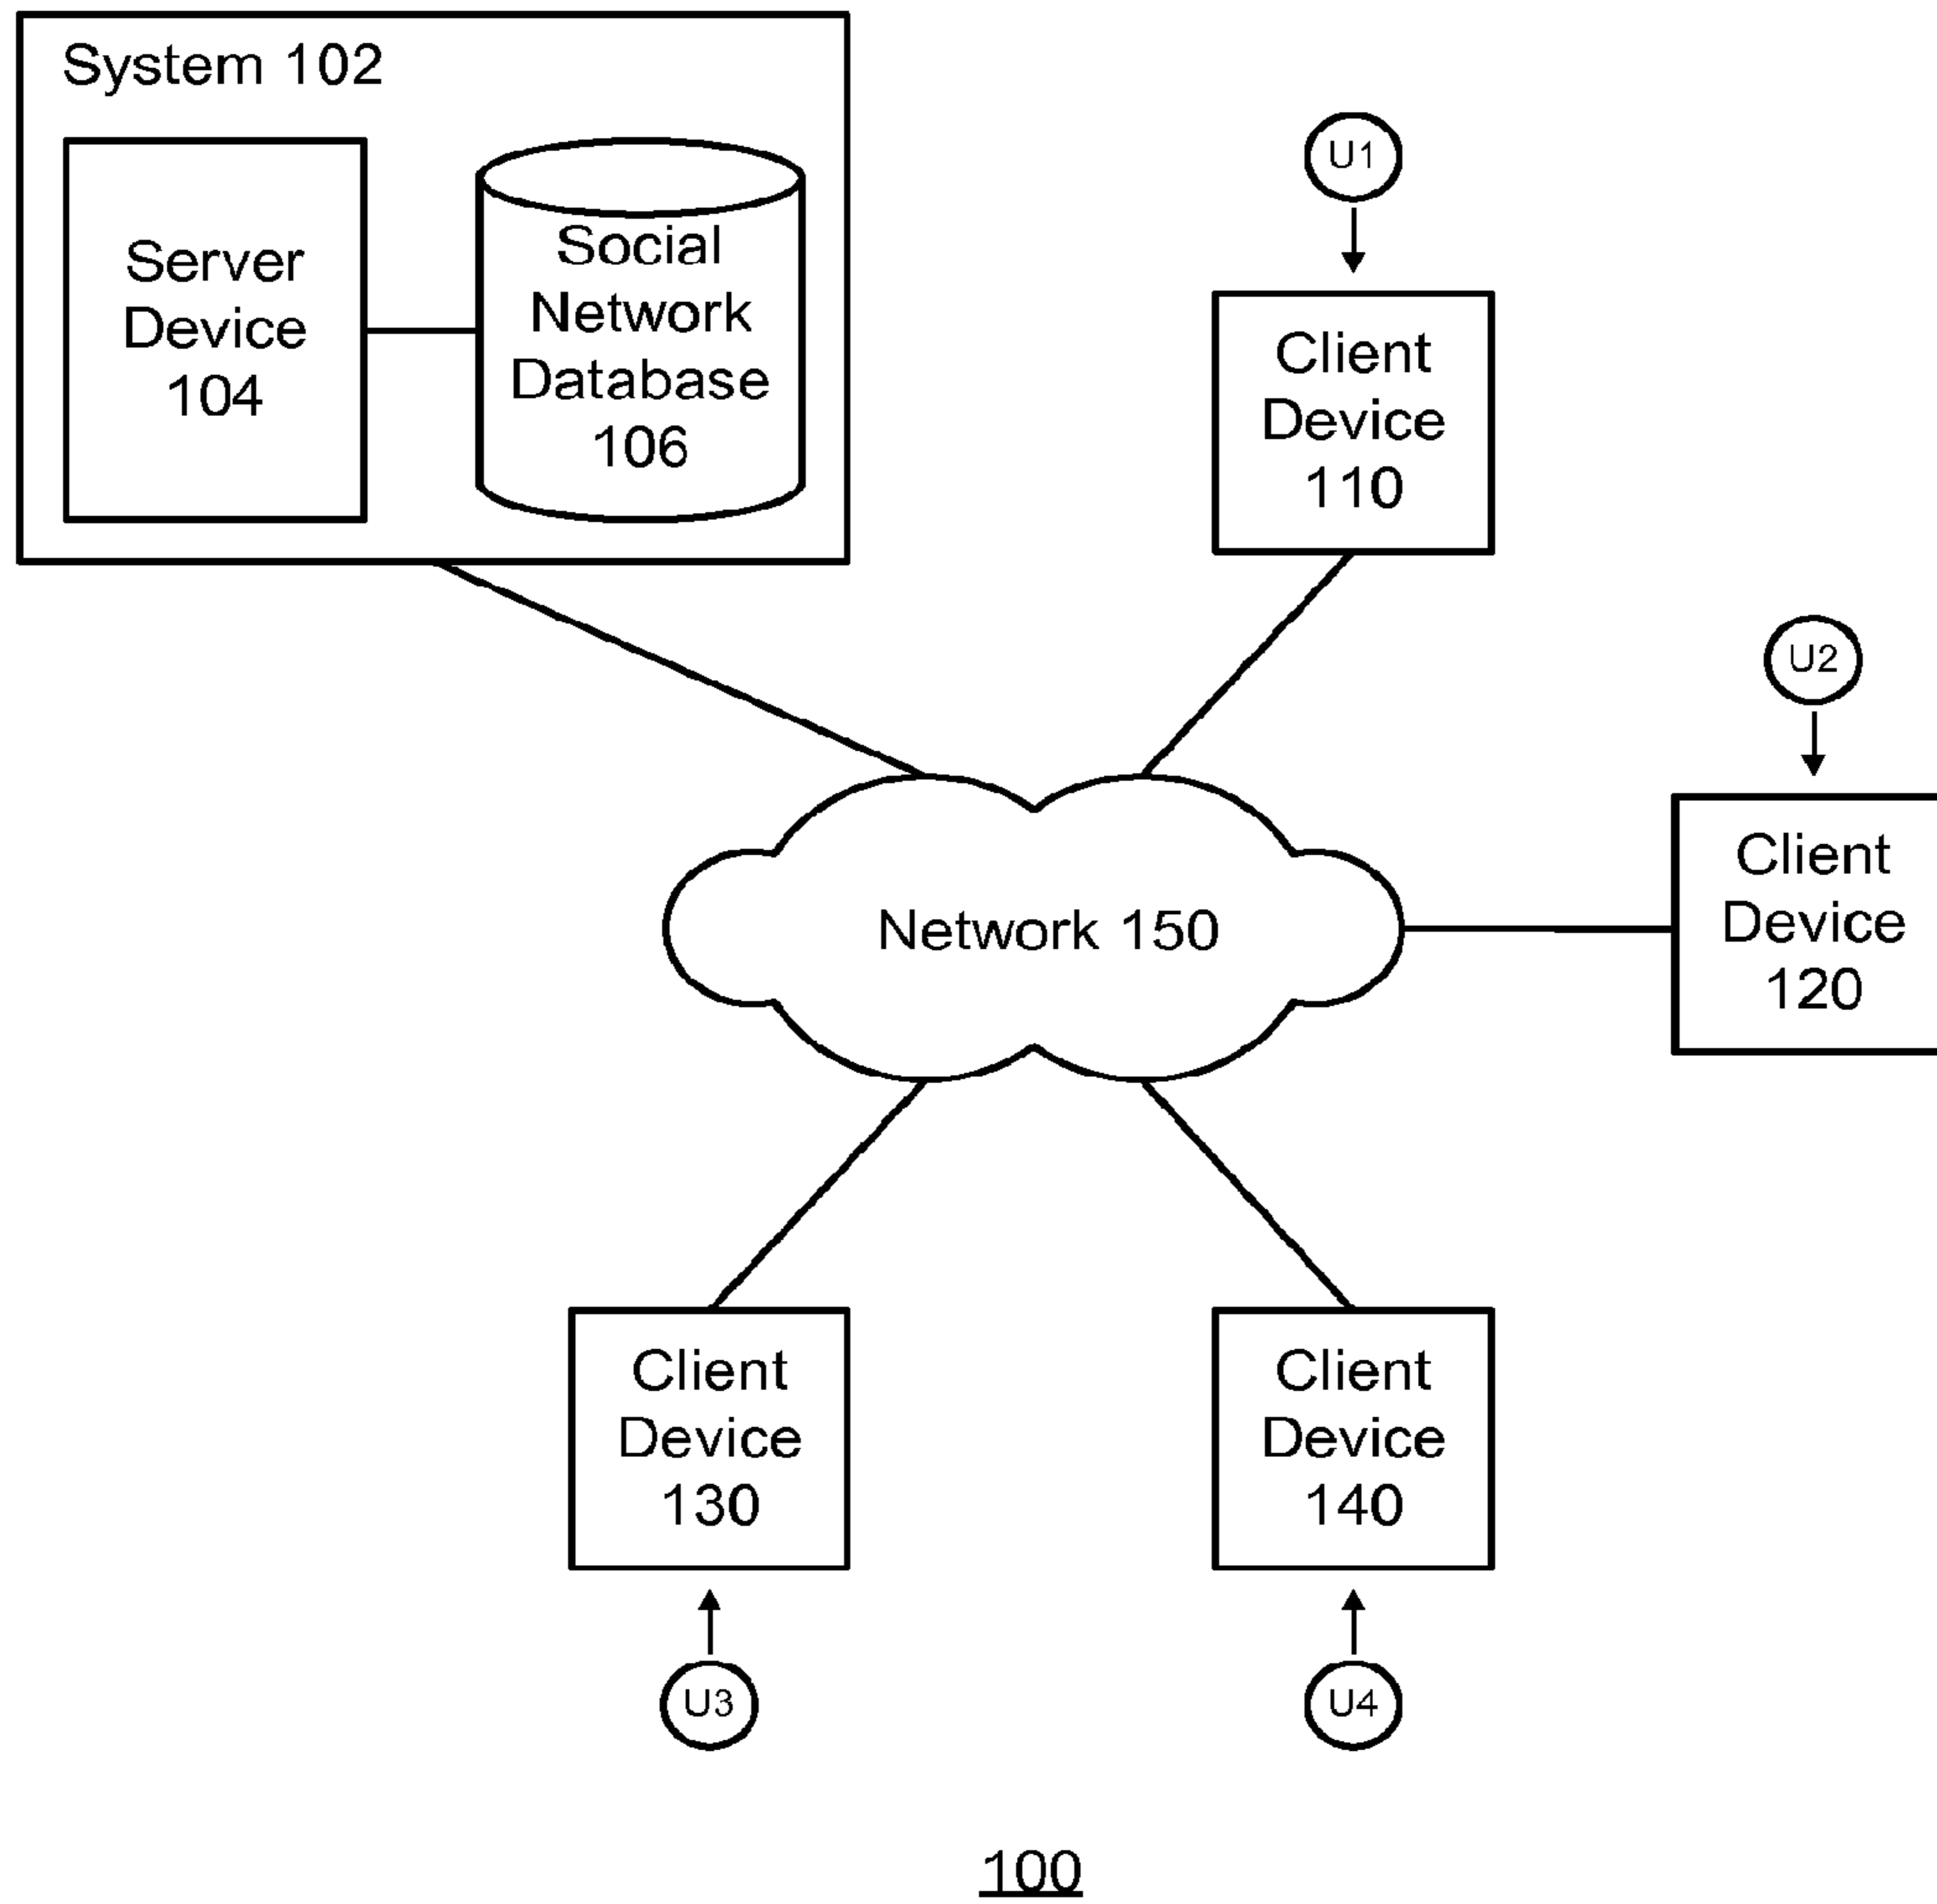 System 102
Server
Device
104
Social
Network
Database
106
U1
Client
Device
110
U2
Client
Device
120
Network 150
Client
Device
130
Client
Device
140
U3
U4
100